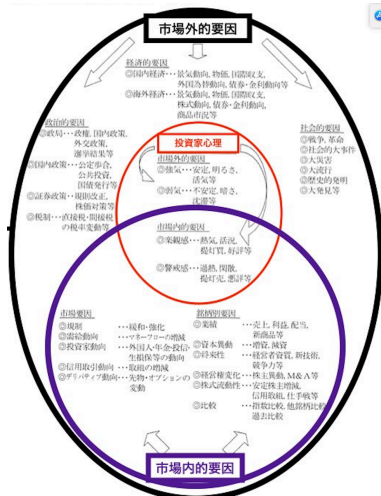 市場外的要因
経済的要因
◎国内経済…景気動向、物価、国際収支、
外国為替動向、債券・金利動向等
◎海外経済…景気動向、物価、国際収支、
株式動向、債券・金利動向、
商品市況等
政治的要因
◎政局…政権、国内政策、
外交政策、
選挙結果等
◎国内政策…公定歩合、
公共投資、
国債発行等
◎証券政策…規則改正、
株価対策等
◎税制…直接税・間接税
の税率変動等
投資家心理
市場外的要因
◎強気…安定、明るさ、
活気等
◎弱気…不安定、暗さ、
沈滞等
市場内的要因
◎楽観感…熱気、活況、
提灯買、好評等
◎警戒感…過熱、閑散、
提灯売、悪評等
社会的要因
◎戦争、革命
◎社会的大事件
◎大災害
◎大流行
◎歴史的発明
◎大発見等
市場要因
◎規制…緩和・強化
◎需給動向…マネーフローの増減
◎投資家動向…外国人・年金・投信・
生損保等の動向
◎信用取引動向…取組の増減
◎デリバティブ動向…先物・オプションの
変動
銘柄別要因
◎業績…売上、利益、配当、
新商品等
◎資本異動…増資、減資
◎将来性…経営者資質、新技術、
競争力等
◎経営権変化…株主異動、M&A等
◎株式流動性…安定株主増減、
信用取組、仕手戦等
◎比較…指数比較、他銘柄比較、
過去比較
市場内的要因